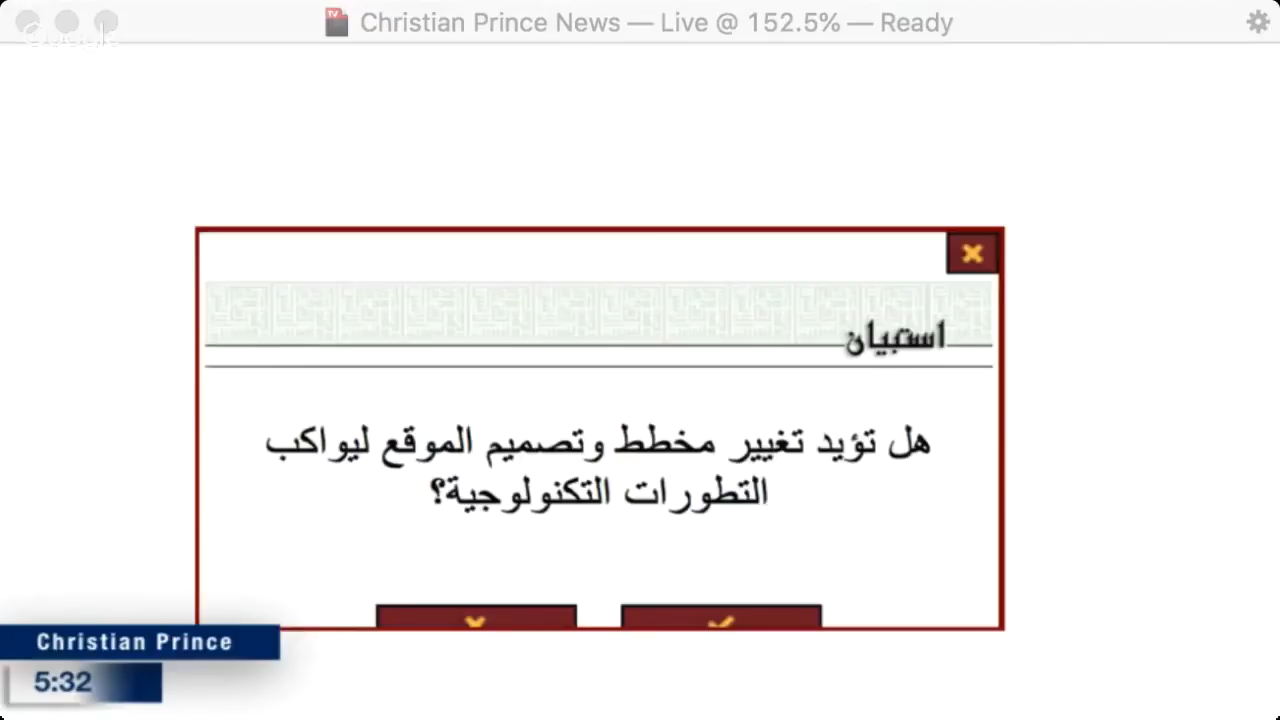 Christian Prince News — Live @ 152.5% — Ready
Google
استبيان
هل تؤيد تغيير مخطط وتصميم الموقع ليواكب
التطورات التكنولوجية؟
Christian Prince
5:32